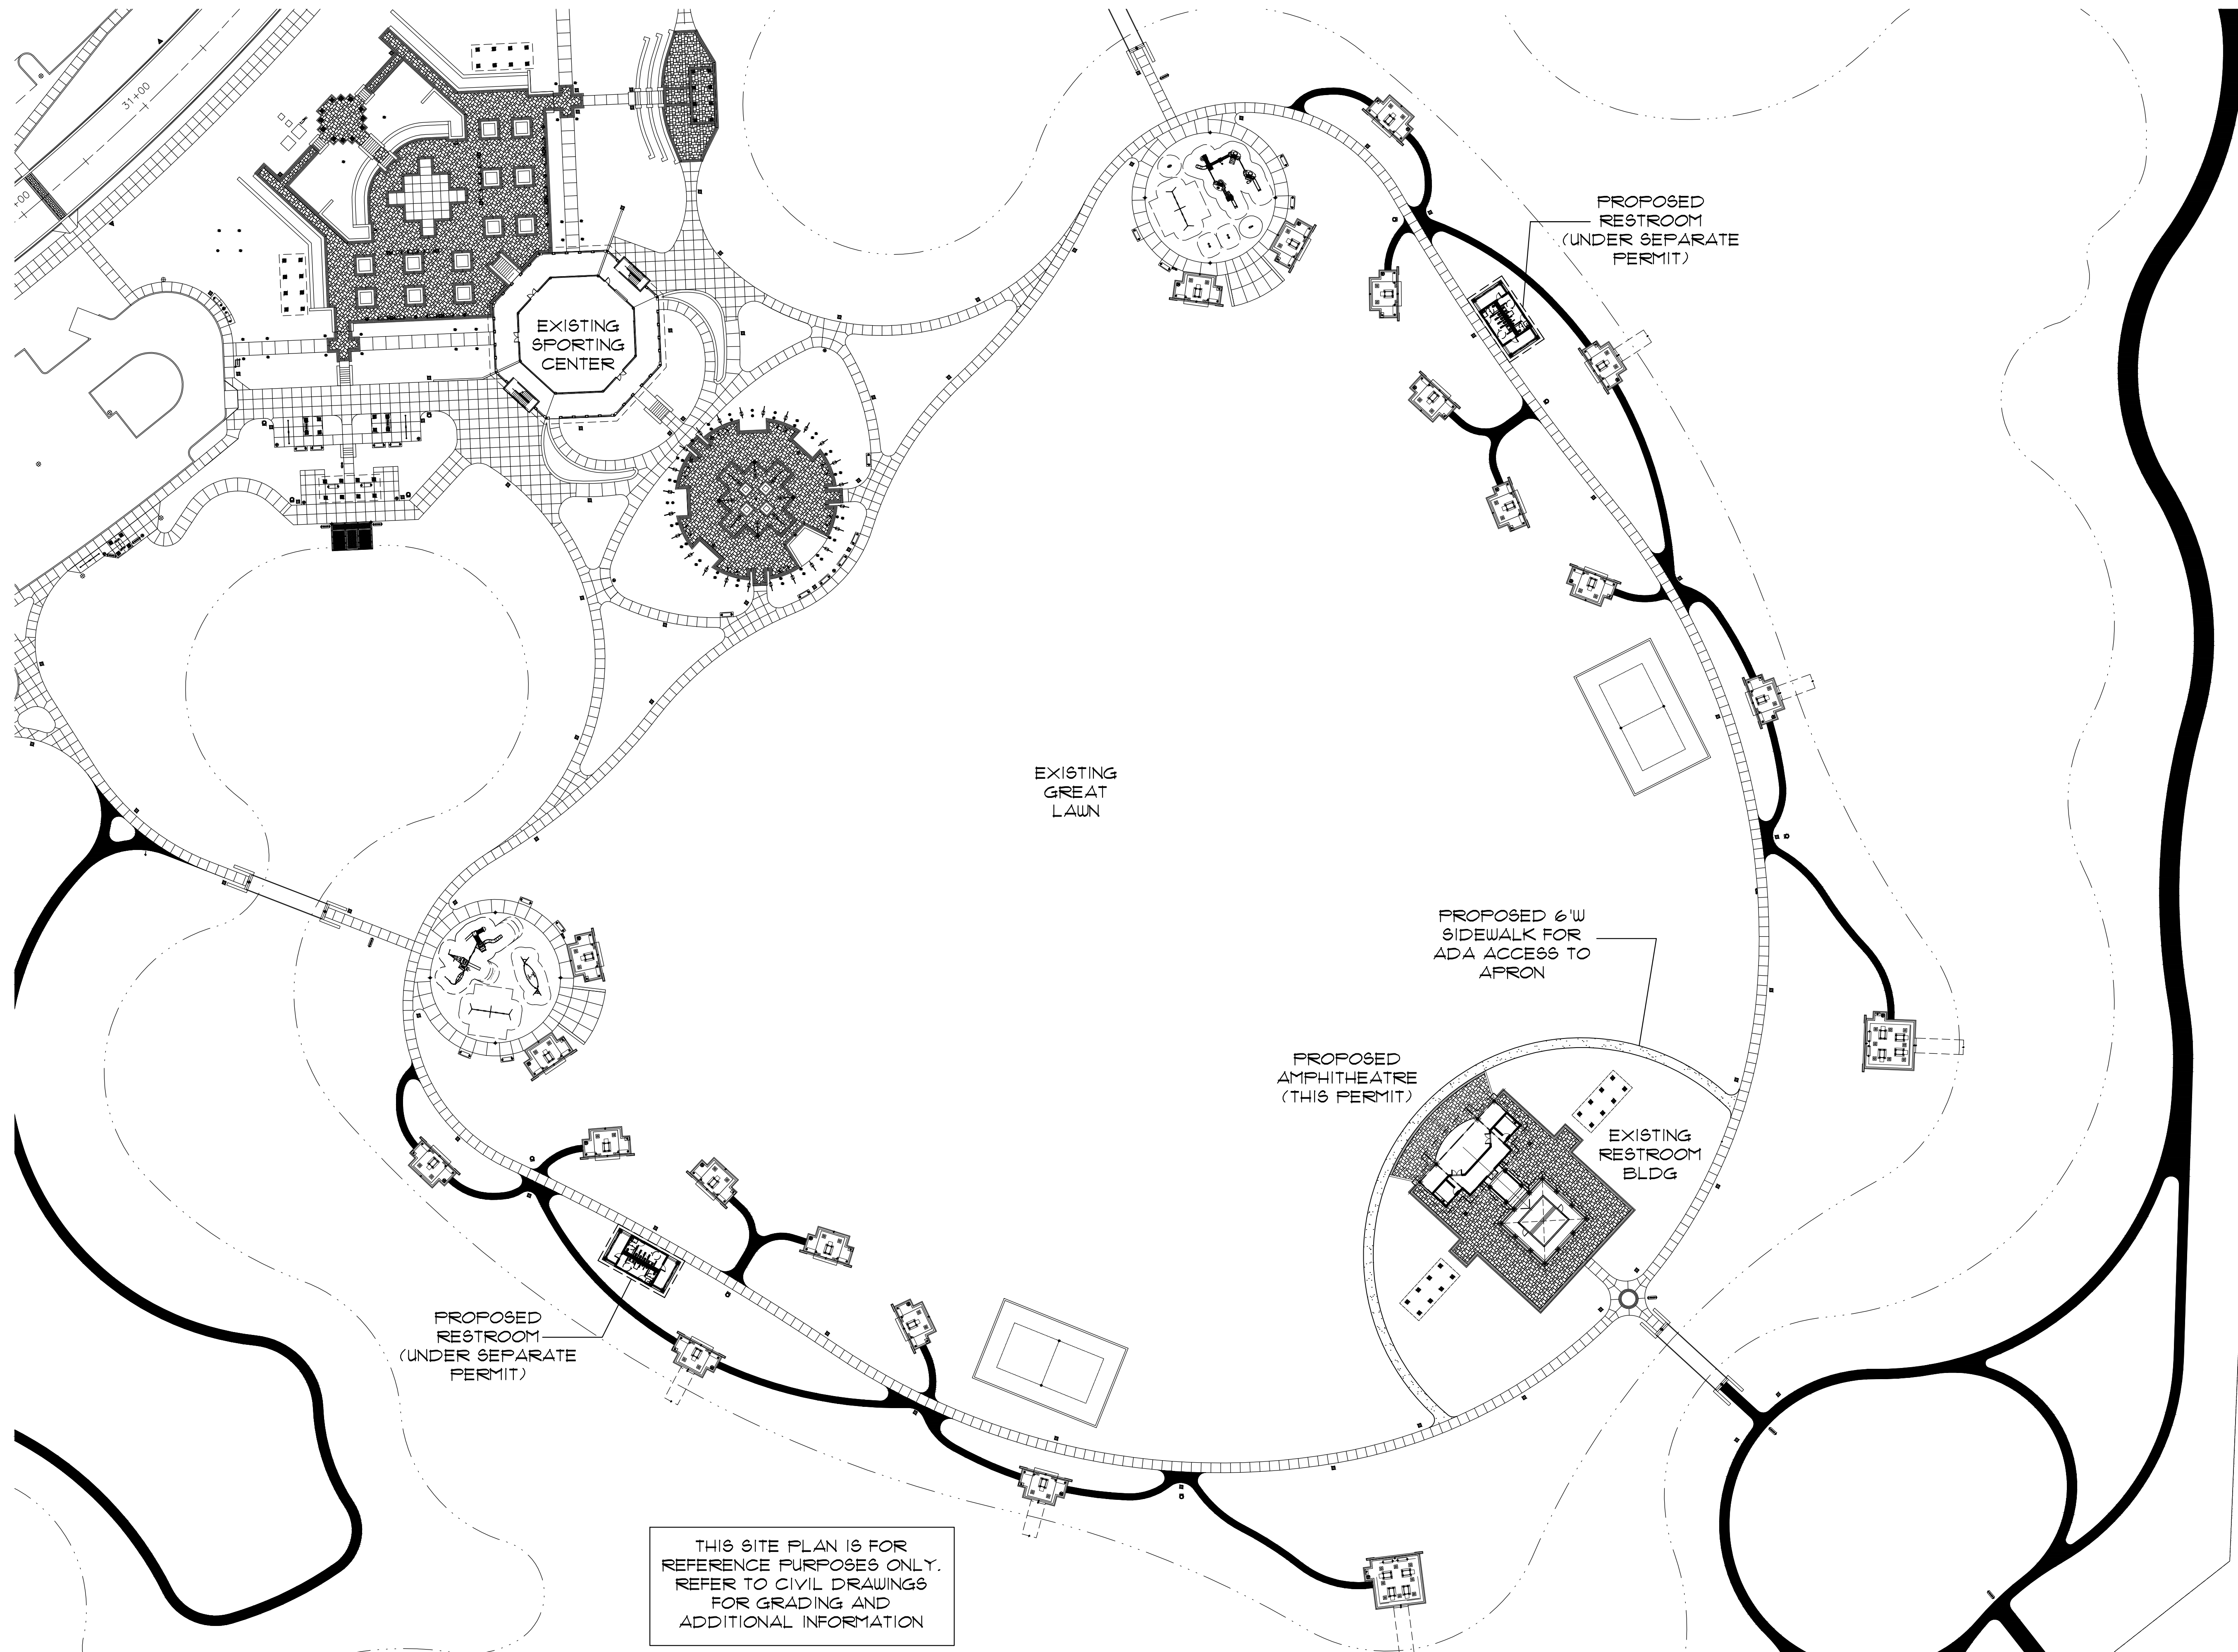 31+00
+00
PROPOSED
RESTROOM
(UNDER SEPARATE
PERMIT)
EXISTING
SPORTING
CENTER
EXISTING
GREAT
LAWN
PROPOSED 6'W
SIDEWALK FOR
ADA ACCESS TO
APRON
PROPOSED
AMPHITHEATRE
(THIS PERMIT)
EXISTING
RESTROOM
BLDG
PROPOSED
RESTROOM
(UNDER SEPARATE
PERMIT)
THIS SITE PLAN IS FOR
REFERENCE PURPOSES ONLY.
REFER TO CIVIL DRAWINGS
FOR GRADING AND
ADDITIONAL INFORMATION